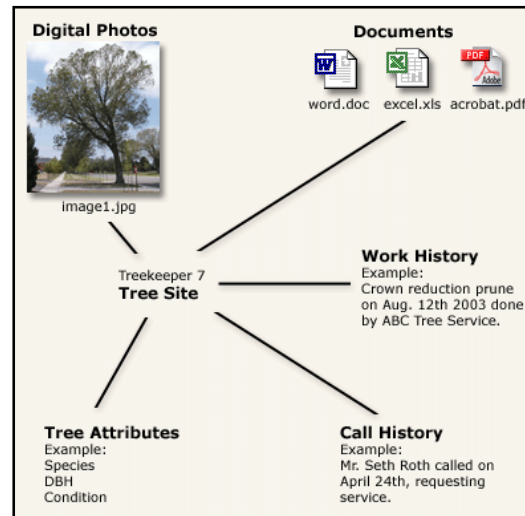 Digital Photos
Documents
W
X
PDF
Adobe
word.doc
excel.xls
acrobat.pdf
image1.jpg
Treekeeper 7
Tree Site
Work History
Example:
Crown reduction prune
on Aug. 12th 2003 done
by ABC Tree Service.
Tree Attributes
Example:
Species
DBH
Condition
Call History
Example:
Mr. Seth Roth called on
April 24th, requesting
service.